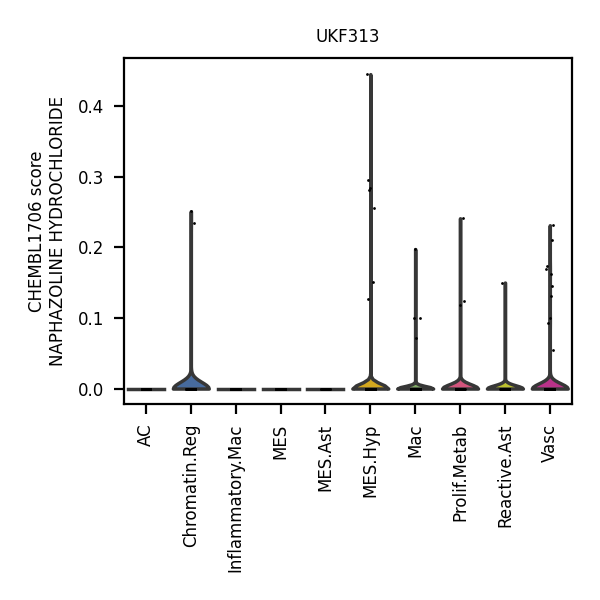 UKF313
CHEMBL1706 score
NAPHAZOLINE HYDROCHLORIDE
0.4
0.3
0.2
0.1
0.0
AC
Chromatin.Reg
Inflammatory.Mac
MES
MES.Ast
MES.Hyp
Mac
Prolif.Metab
Reactive.Ast
Vasc